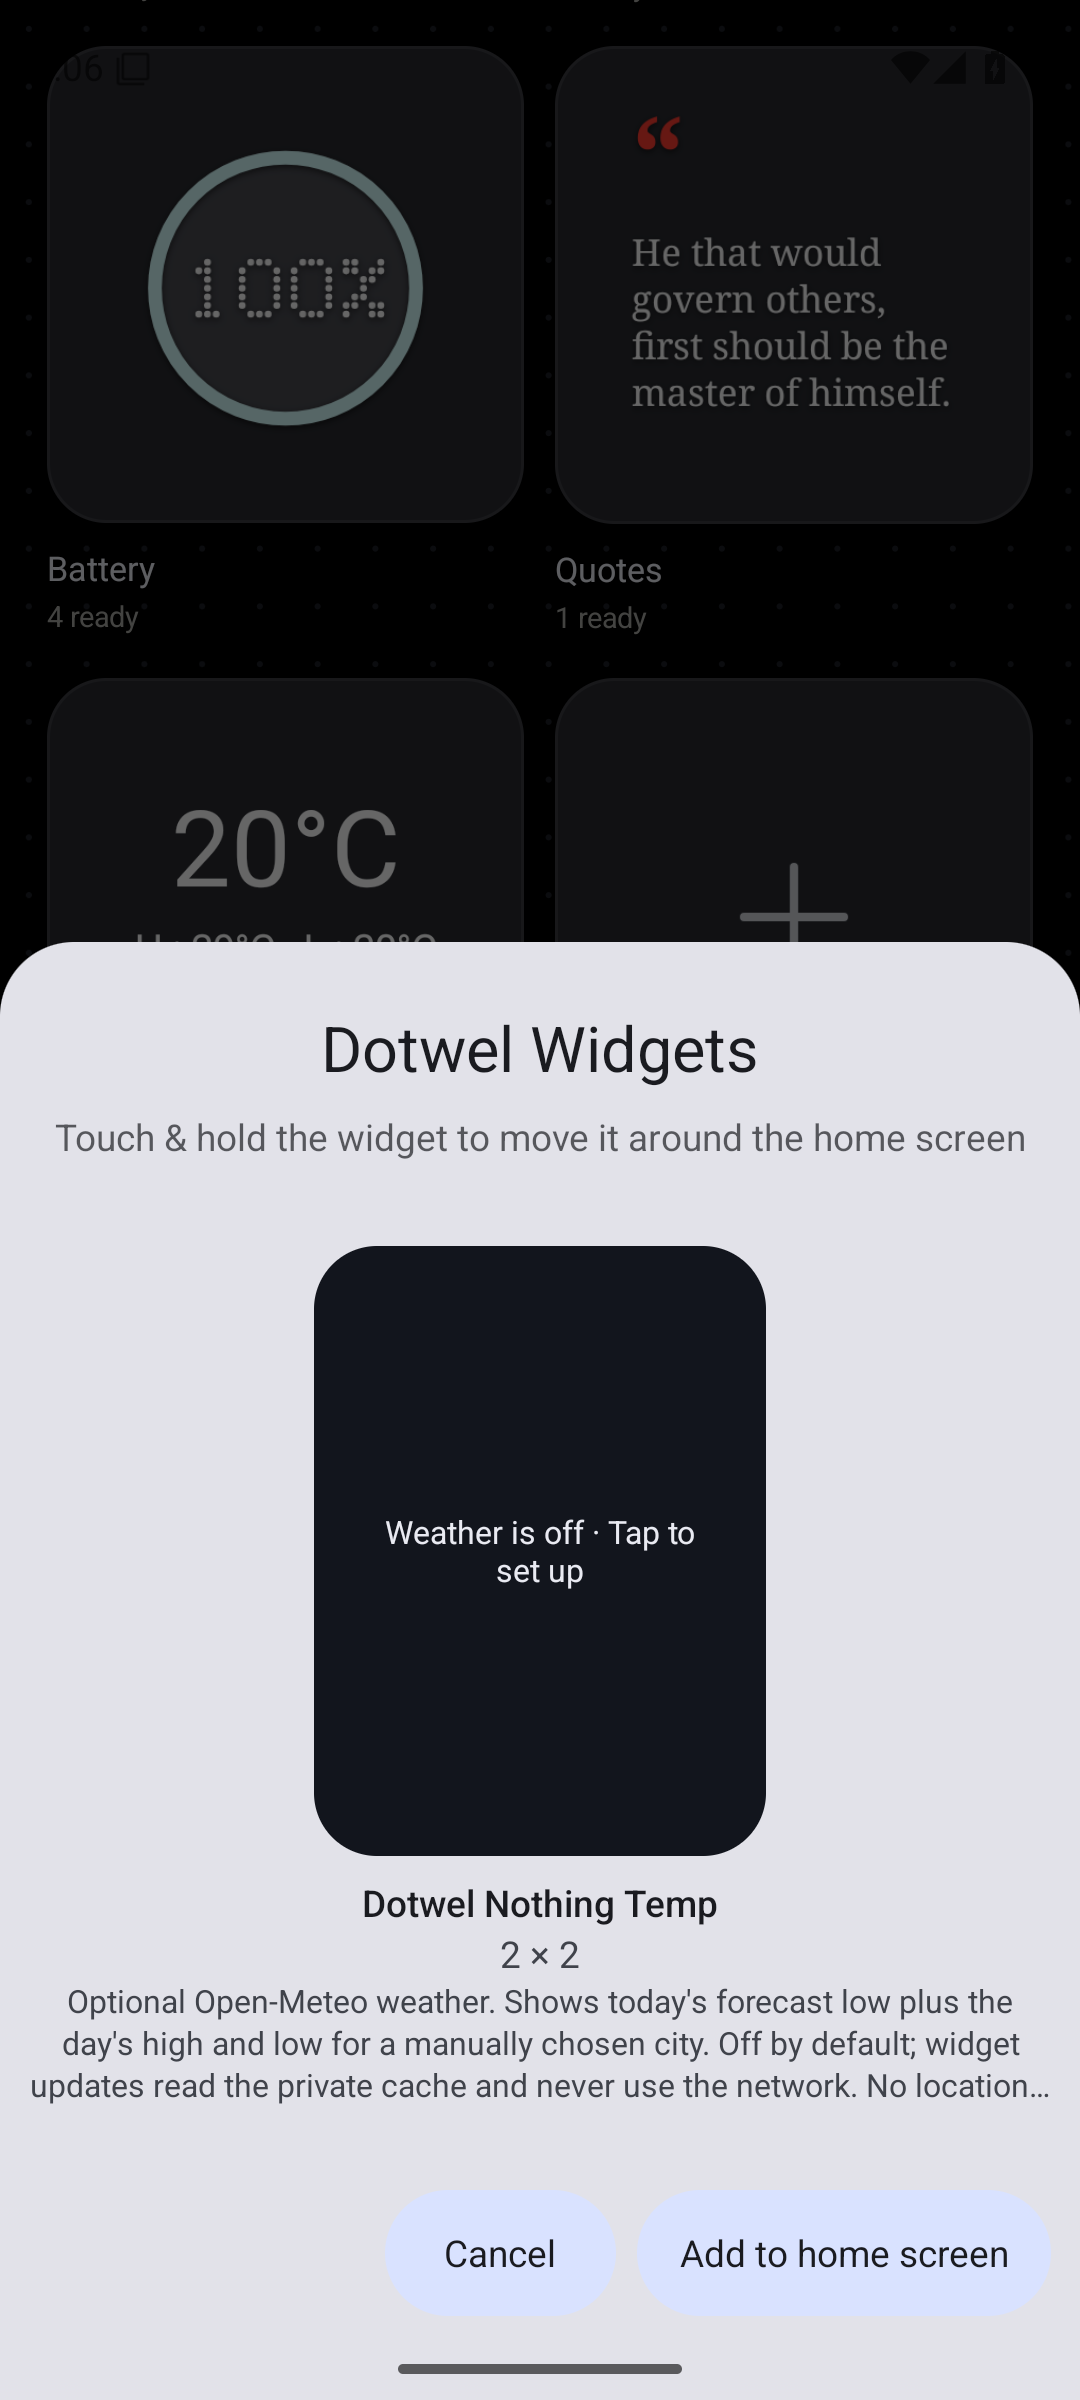 :06
“
100%
He that would
govern others,
first should be the
master of himself.
Battery
Quotes
4 ready
1 ready
20°C
Dotwel Widgets
Touch & hold the widget to move it around the home screen
Weather is off · Tap to
set up
Dotwel Nothing Temp
2 × 2
Optional Open-Meteo weather. Shows today's forecast low plus the
day's high and low for a manually chosen city. Off by default; widget
updates read the private cache and never use the network. No location…
Cancel
Add to home screen